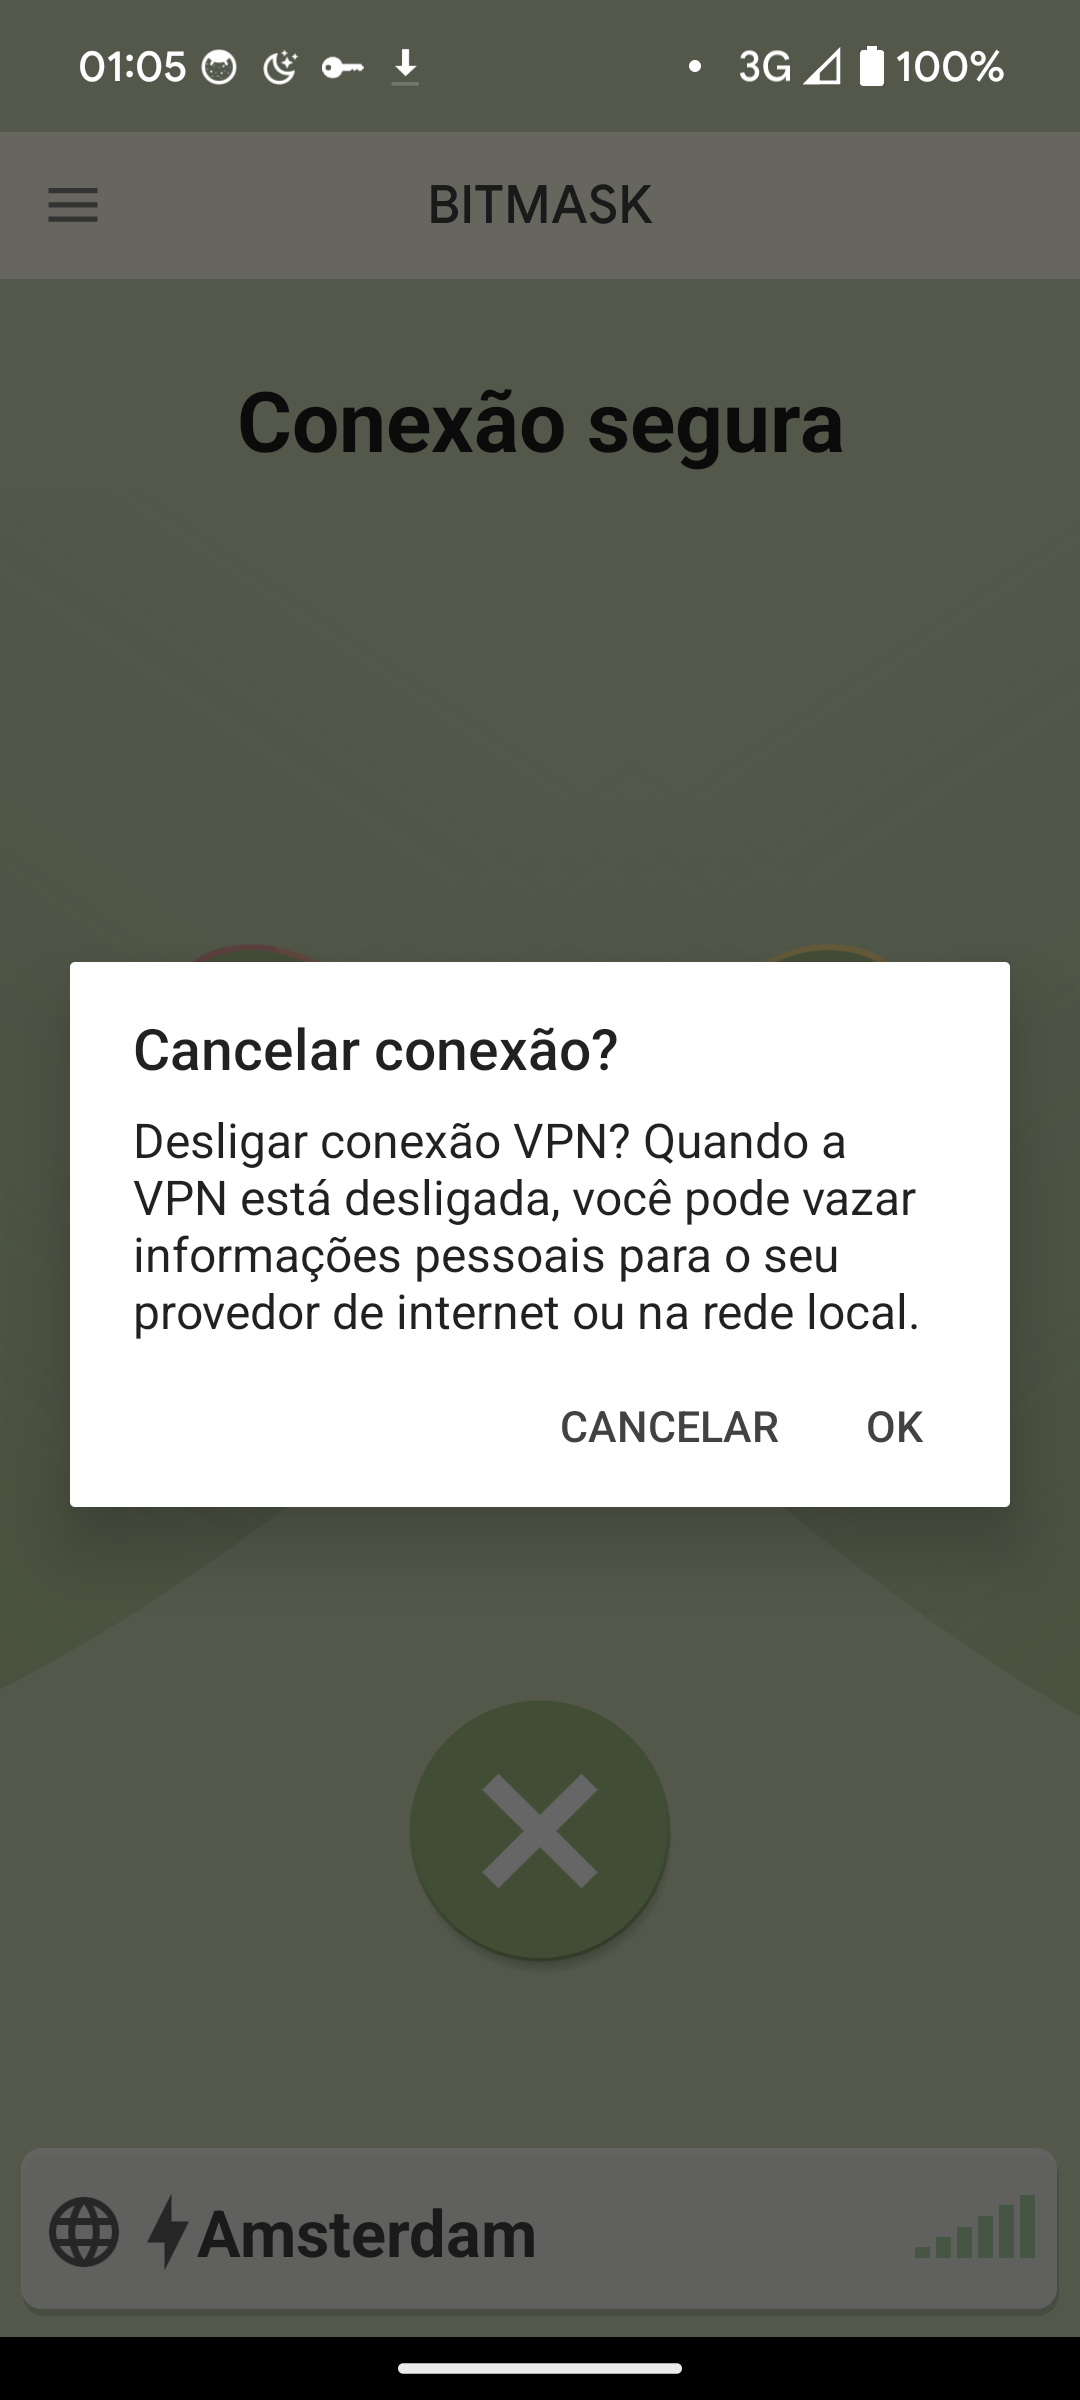 01:05 3G 100%
BITMASK
Conexão segura
Cancelar conexão?
Desligar conexão VPN? Quando a
VPN está desligada, você pode vazar
informações pessoais para o seu
provedor de internet ou na rede local.
CANCELAR OK
Amsterdam